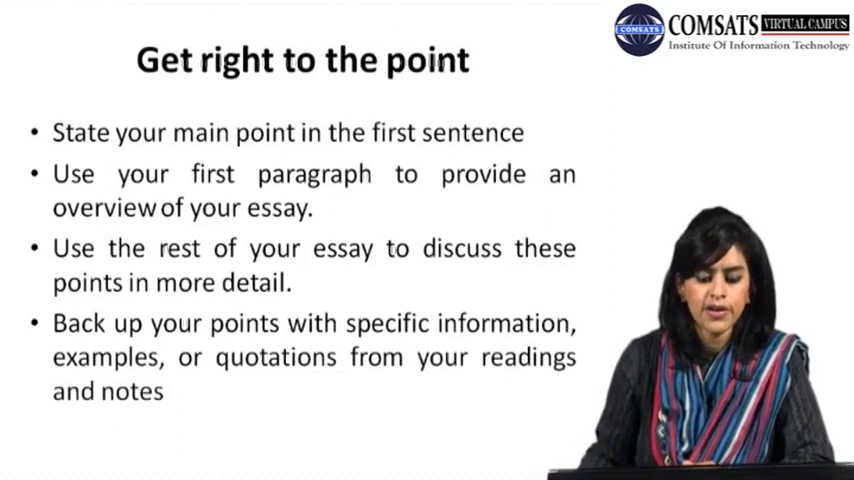 COMSATS VIRTUAL CAMPUS
COMSATS
Institute Of Information Technology
Get right to the point
• State your main point in the first sentence
• Use your first paragraph to provide an
overview of your essay.
• Use the rest of your essay to discuss these
points in more detail.
• Back up your points with specific information,
examples, or quotations from your readings
and notes